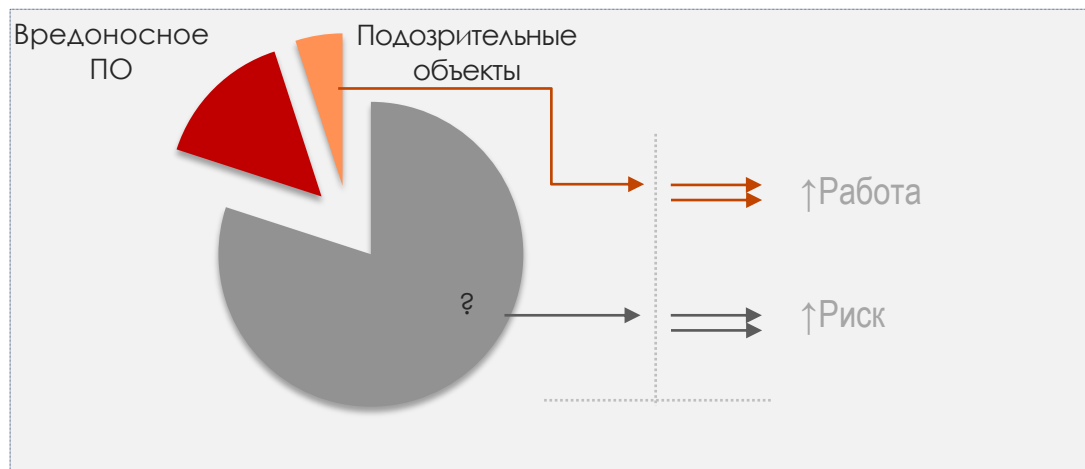 Вредоносное
ПО
Подозрительные
объекты
↑Работа
?
↑Риск